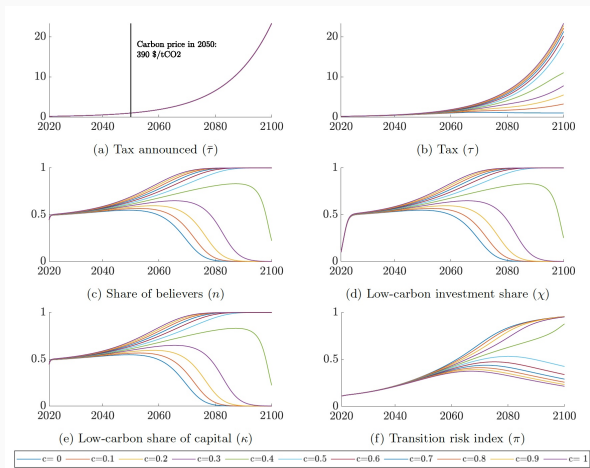 20
10
0
2020 2040 2060 2080 2100
Carbon price in 2050:
390 $/tCO2
(a) Tax announced (τ̄)
20
10
0
2020 2040 2060 2080 2100
(b) Tax (τ)
1
0.5
0
2020 2040 2060 2080 2100
(c) Share of believers (n)
1
0.5
0
2020 2040 2060 2080 2100
(d) Low-carbon investment share (χ)
1
0.5
0
2020 2040 2060 2080 2100
(e) Low-carbon share of capital (κ)
1
0.5
0
2020 2040 2060 2080 2100
(f) Transition risk index (π)
c= 0 c=0.1 c=0.2 c=0.3 c=0.4 c=0.5 c=0.6 c=0.7 c=0.8 c=0.9 c= 1